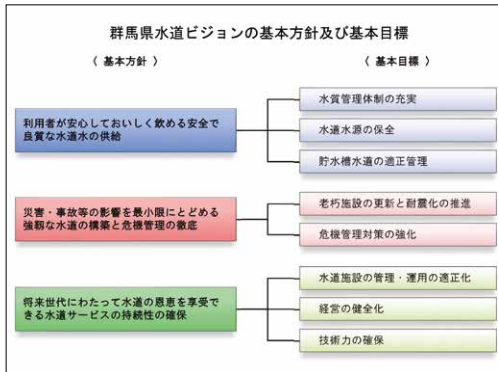 群馬県水道ビジョンの基本方針及び基本目標
〈 基本方針 〉
〈 基本目標 〉
利用者が安心しておいしく飲める安全で
良質な水道水の供給
水質管理体制の充実
水道水源の保全
貯水槽水道の適正管理
災害・事故等の影響を最小限にとどめる
強靱な水道の構築と危機管理の徹底
老朽施設の更新と耐震化の推進
危機管理対策の強化
将来世代にわたって水道の恩恵を享受で
きる水道サービスの持続性の確保
水道施設の管理・運用の適正化
経営の健全化
技術力の確保